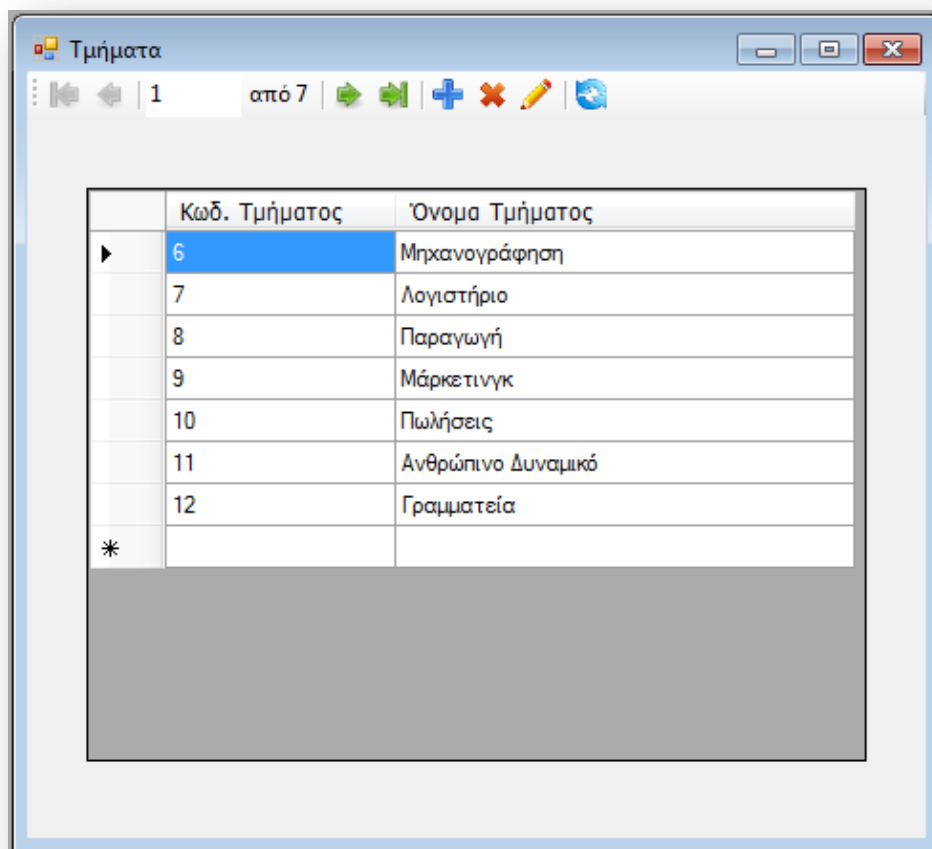 Τμήματα
1 από 7
Κωδ. Τμήματος Όνομα Τμήματος
6 Μηχανογράφηση
7 Λογιστήριο
8 Παραγωγή
9 Μάρκετινγκ
10 Πωλήσεις
11 Ανθρώπινο Δυναμικό
12 Γραμματεία